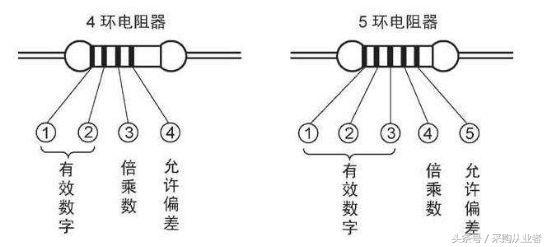 4环电阻器
5环电阻器
① ② ③ ④
① ② ③ ④ ⑤
有效数字
倍乘数
允许偏差
有效数字
倍乘数
允许偏差
头条号/采购从业者